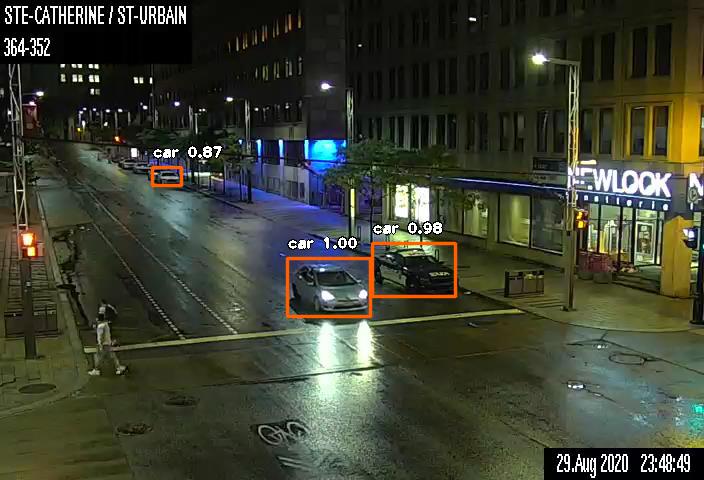 STE-CATHERINE / ST-URBAIN
364-352
car 0.87
car 0.98
car 1.00
NEWLOOK
29.Aug 2020 23:48:49